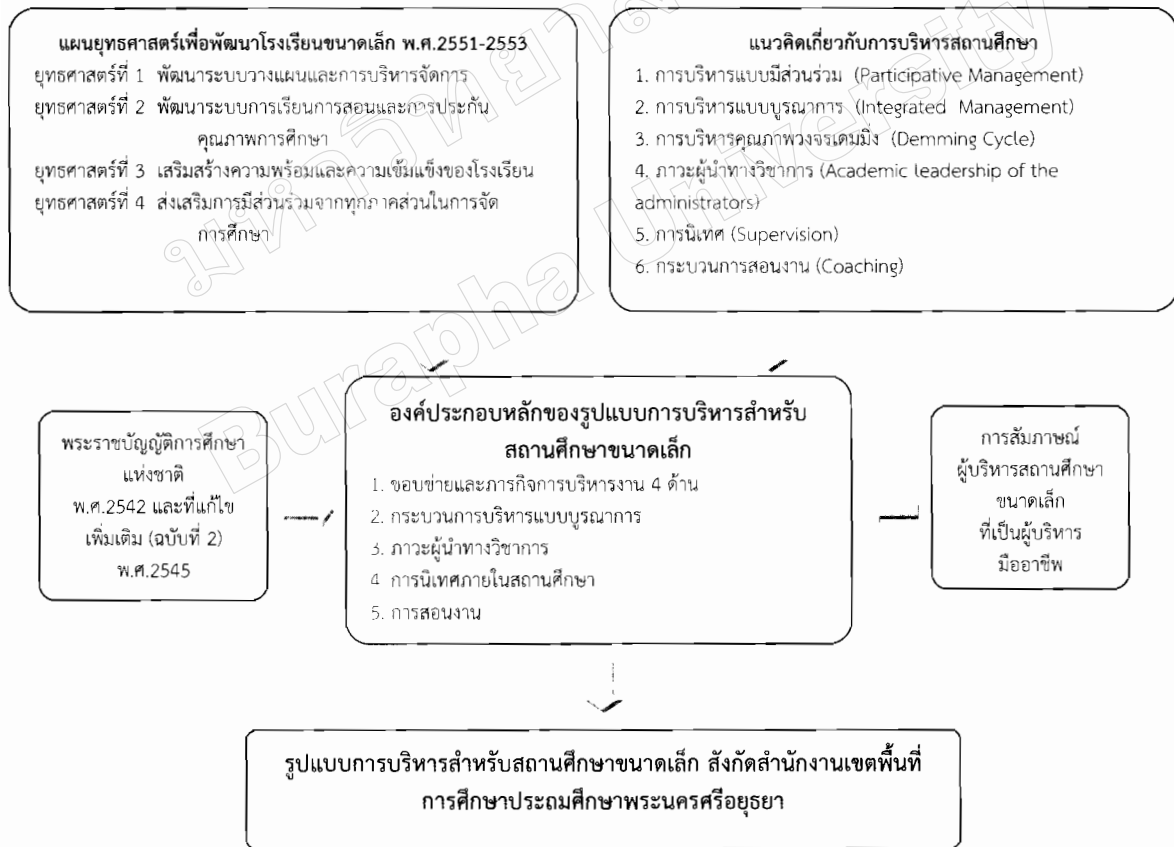 แผนยุทธศาสตร์เพื่อพัฒนาโรงเรียนขนาดเล็ก พ.ศ.2551-2553
ยุทธศาสตร์ที่ 1 พัฒนาระบบวางแผนและการบริหารจัดการ
ยุทธศาสตร์ที่ 2 พัฒนาระบบการเรียนการสอนและการประกัน
คุณภาพการศึกษา
ยุทธศาสตร์ที่ 3 เสริมสร้างความพร้อมและความเข้มแข็งของโรงเรียน
ยุทธศาสตร์ที่ 4 ส่งเสริมการมีส่วนร่วมจากทุกภาคส่วนในการจัด
การศึกษา
แนวคิดเกี่ยวกับการบริหารสถานศึกษา
1. การบริหารแบบมีส่วนร่วม (Participative Management)
2. การบริหารแบบบูรณาการ (Integrated Management)
3. การบริหารคุณภาพวงจรเดมมิ่ง (Demming Cycle)
4. ภาวะผู้นำทางวิชาการ (Academic leadership of the
administrators)
5. การนิเทศ (Supervision)
6. กระบวนการสอนงาน (Coaching)
พระราชบัญญัติการศึกษา
แห่งชาติ
พ.ศ.2542 และที่แก้ไข
เพิ่มเติม (ฉบับที่ 2)
พ.ศ.2545
องค์ประกอบหลักของรูปแบบการบริหารสำหรับ
สถานศึกษาขนาดเล็ก
1. ขอบข่ายและภารกิจการบริหารงาน 4 ด้าน
2. กระบวนการบริหารแบบบูรณาการ
3. ภาวะผู้นำทางวิชาการ
4 การนิเทศภายในสถานศึกษา
5. การสอนงาน
การสัมภาษณ์
ผู้บริหารสถานศึกษา
ขนาดเล็ก
ที่เป็นผู้บริหาร
มืออาชีพ
รูปแบบการบริหารสำหรับสถานศึกษาขนาดเล็ก สังกัดสำนักงานเขตพื้นที่
การศึกษาประถมศึกษาพระนครศรีอยุธยา
มหาวิทยาลั
Burapha University